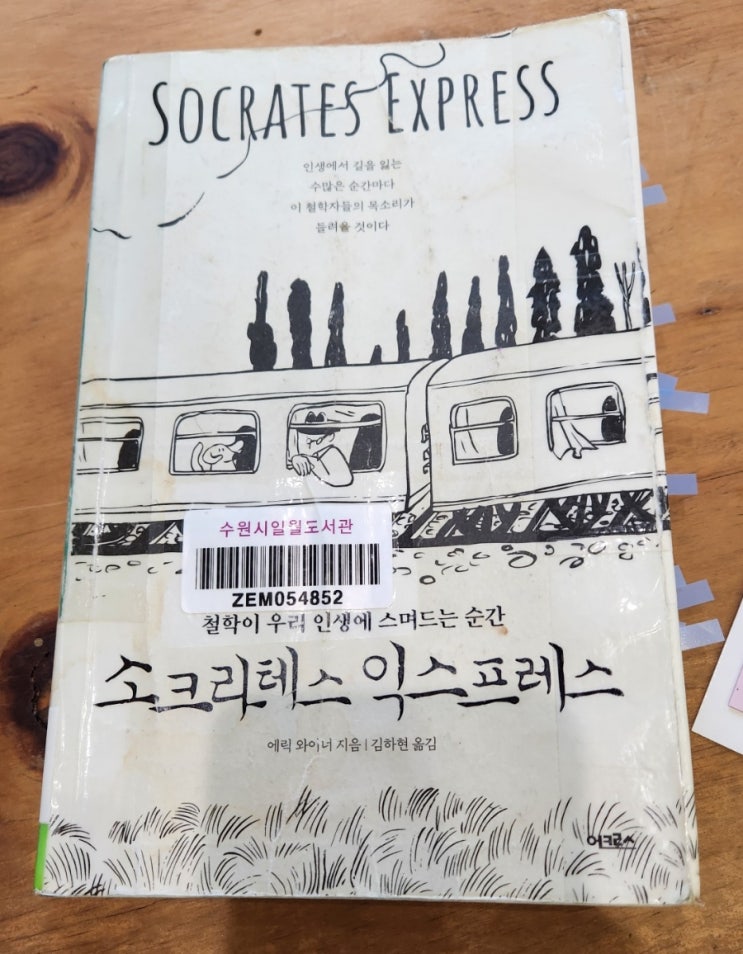 SOCRATES EXPRESS
인생에서 길을 잃는
수많은 순간마다
이 철학자들의 목소리가
들려올 것이다
수원시일월도서관
ZEM054852
철학이 우리 인생에 스며드는 순간
소크라테스 익스프레스
에릭 와이너 지음 | 김하현 옮김
어크로스